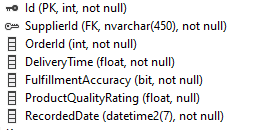 Id (PK, int, not null)
SupplierId (FK, nvarchar(450), not null)
OrderId (int, not null)
DeliveryTime (float, not null)
FulfillmentAccuracy (bit, not null)
ProductQualityRating (float, null)
RecordedDate (datetime2(7), not null)